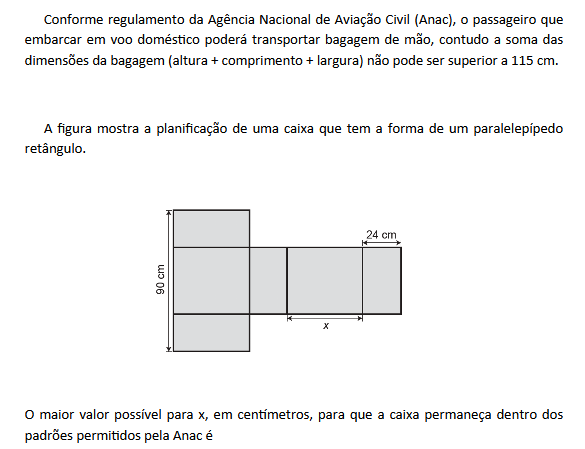 Conforme regulamento da Agência Nacional de Aviação Civil (Anac), o passageiro que
embarcar em voo doméstico poderá transportar bagagem de mão, contudo a soma das
dimensões da bagagem (altura + comprimento + largura) não pode ser superior a 115 cm.
A figura mostra a planificação de uma caixa que tem a forma de um paralelepípedo
retângulo.
24 cm
90 cm
x
O maior valor possível para x, em centímetros, para que a caixa permaneça dentro dos
padrões permitidos pela Anac é